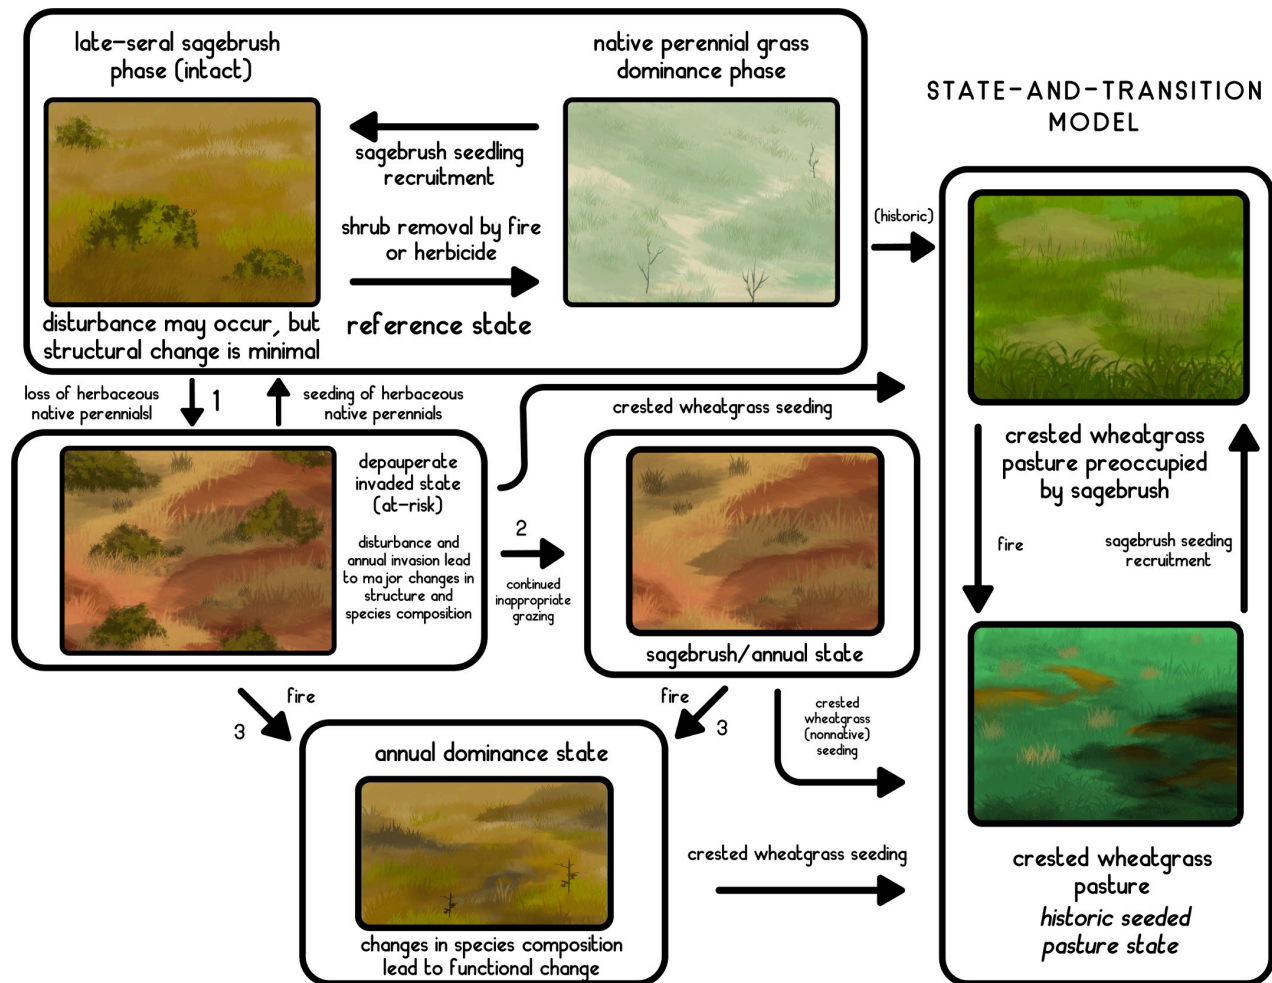 late-seral sagebrush
phase (intact)
native perennial grass
dominance phase
STATE-AND-TRANSITION
MODEL
sagebrush seedling
recruitment
shrub removal by fire
or herbicide
(historic)
disturbance may occur, but
structural change is minimal
reference state
loss of herbaceous
native perennialsl
1
seeding of herbaceous
native perennials
crested wheatgrass seeding
depauperate
invaded state
(at-risk)
disturbance and
annual invasion lead
to major changes in
structure and
species composition
2
continued
inappropriate
grazing
sagebrush/annual state
crested wheatgrass
pasture preoccupied
by sagebrush
fire
sagebrush seeding
recruitment
fire
3
fire
3
crested
wheatgrass
(nonnative)
seeding
annual dominance state
crested wheatgrass seeding
changes in species composition
lead to functional change
crested wheatgrass
pasture
historic seeded
pasture state